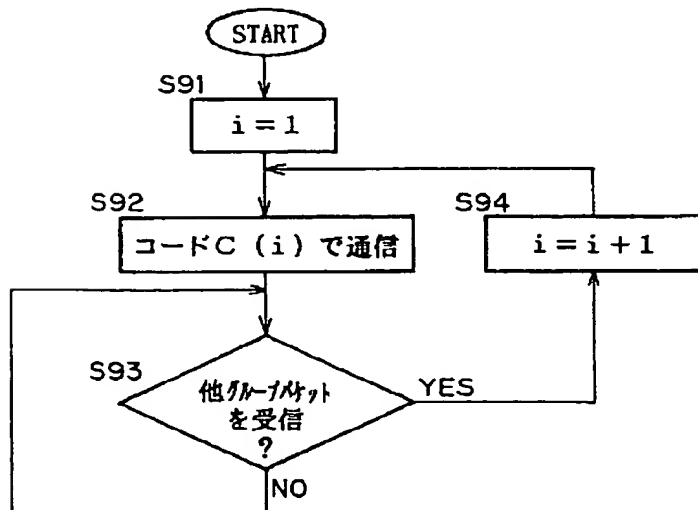 START
S91
i=1
S92
コードC (i) で通信
S94
i=i+1
S93
他グループパケット
を受信
?
YES
NO